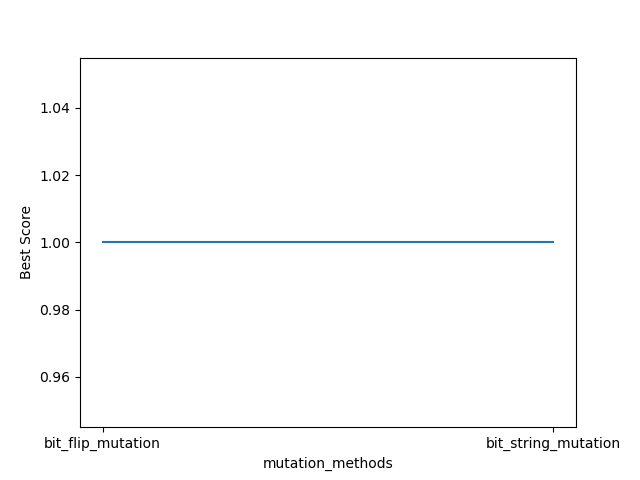 1.04
1.02
1.00
0.98
0.96
Best Score
bit_flip_mutation
bit_string_mutation
mutation_methods